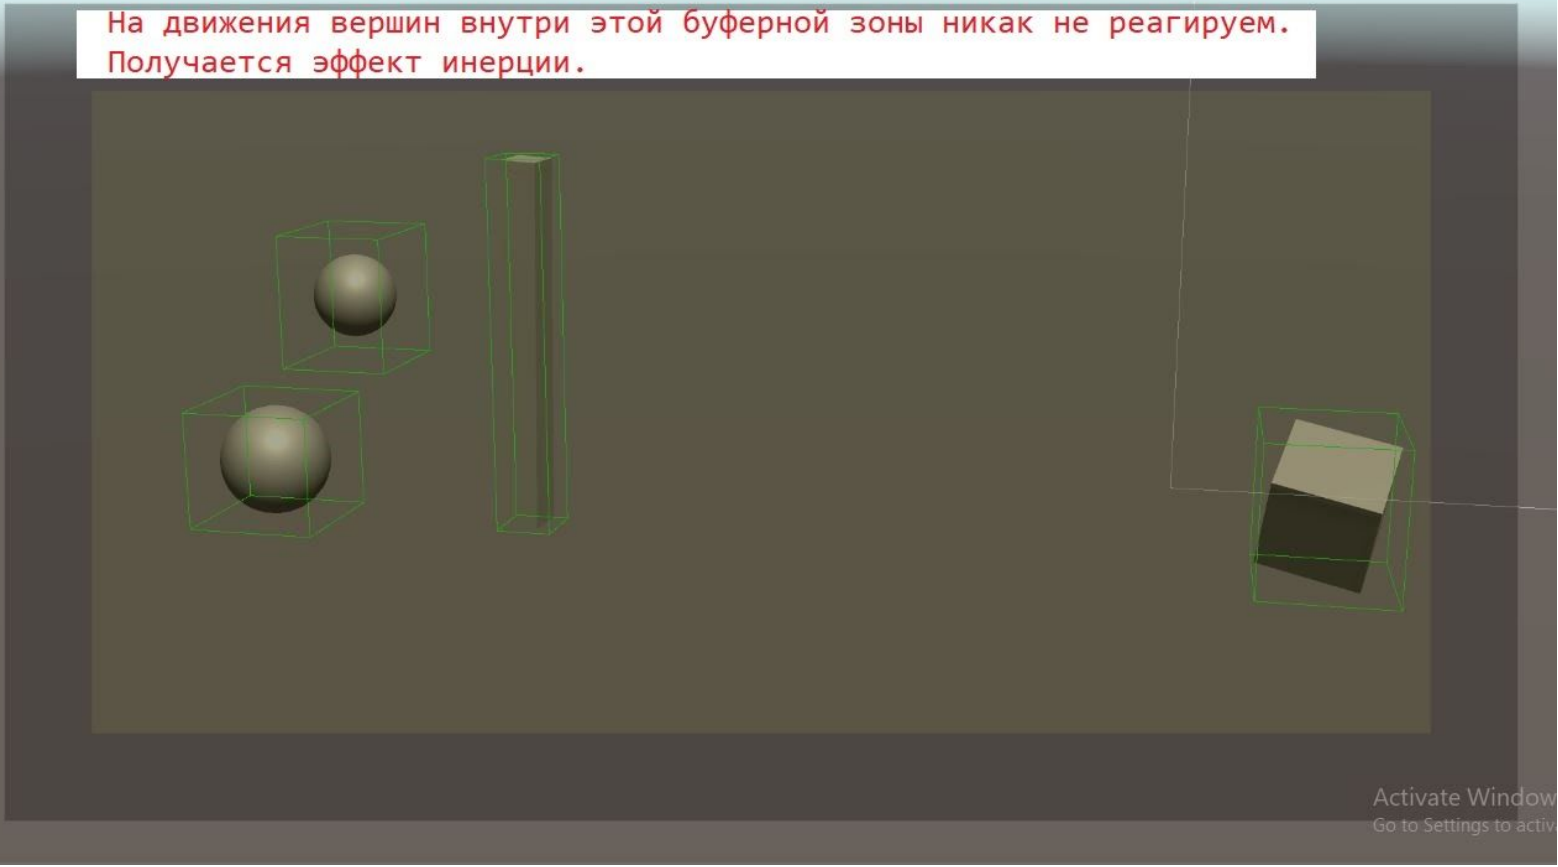 На движения вершин внутри этой буферной зоны никак не реагируем.
Получается эффект инерции.
Activate Window
Go to Settings to activ